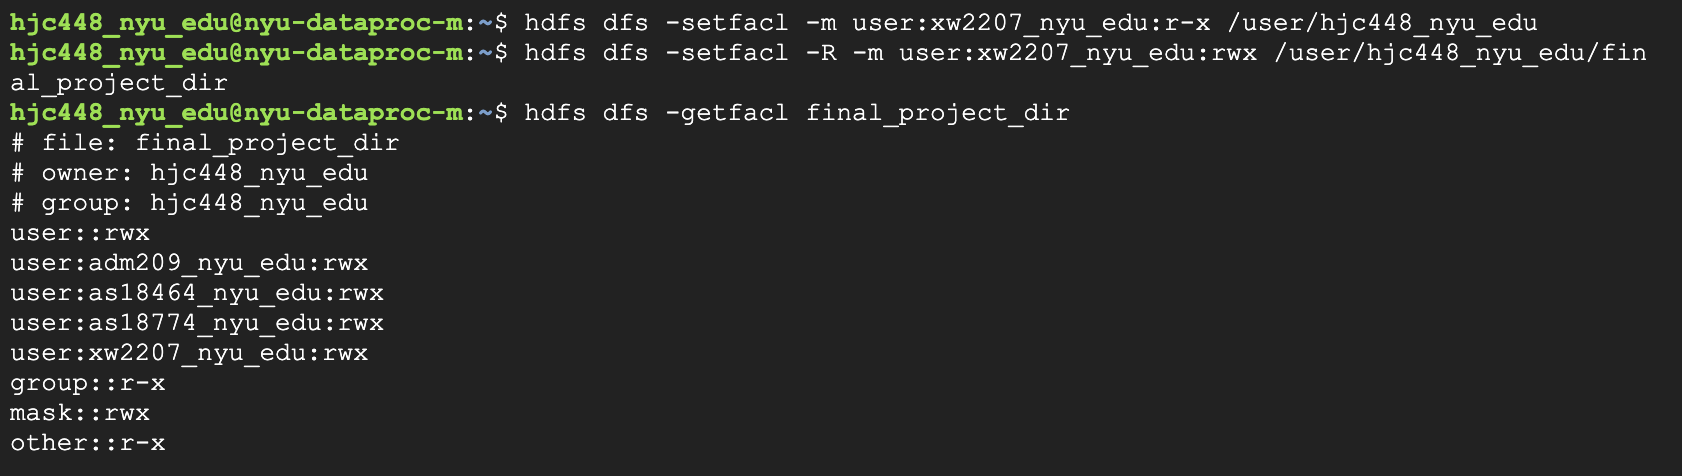 hjc448_nyu_edu@nyu-dataproc-m:~$ hdfs dfs -setfacl -m user:xw2207_nyu_edu:r-x /user/hjc448_nyu_edu
hjc448_nyu_edu@nyu-dataproc-m:~$ hdfs dfs -setfacl -R -m user:xw2207_nyu_edu:rwx /user/hjc448_nyu_edu/fin
al_project_dir
hjc448_nyu_edu@nyu-dataproc-m:~$ hdfs dfs -getfacl final_project_dir
# file: final_project_dir
# owner: hjc448_nyu_edu
# group: hjc448_nyu_edu
user::rwx
user:adm209_nyu_edu:rwx
user:as18464_nyu_edu:rwx
user:as18774_nyu_edu:rwx
user:xw2207_nyu_edu:rwx
group::r-x
mask::rwx
other::r-x